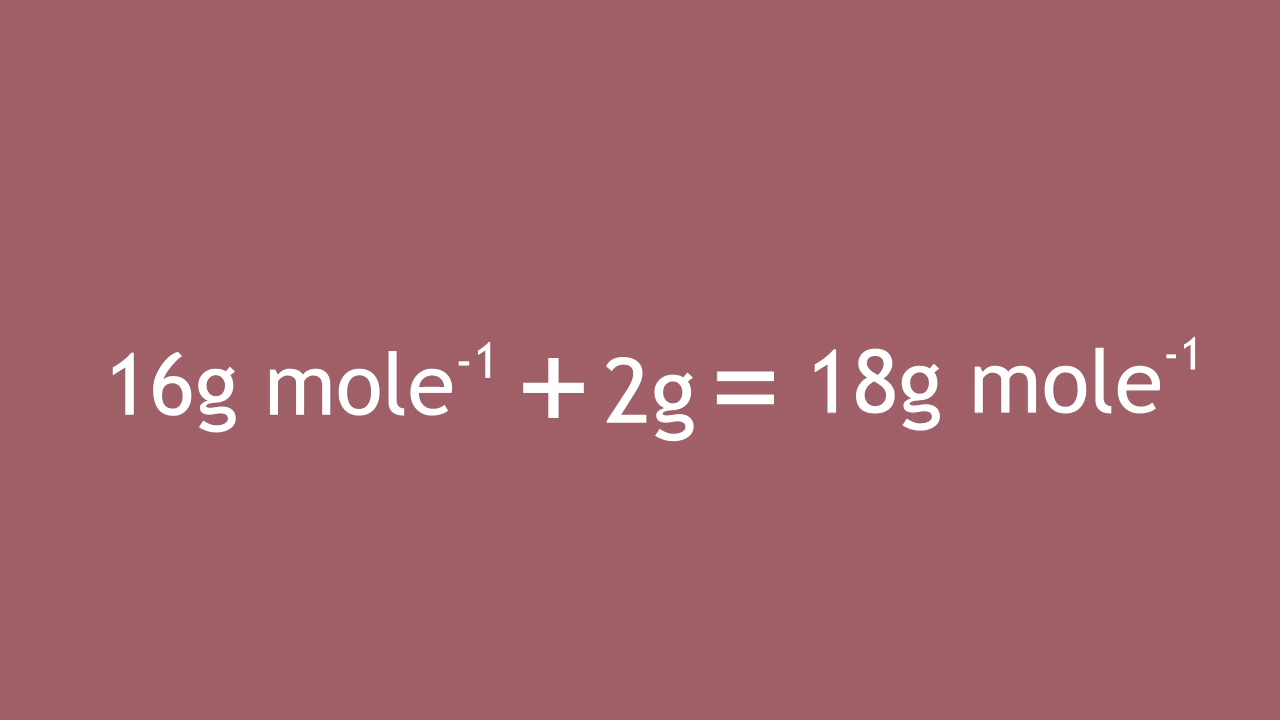 16g mole⁻¹ + 2g = 18g mole⁻¹